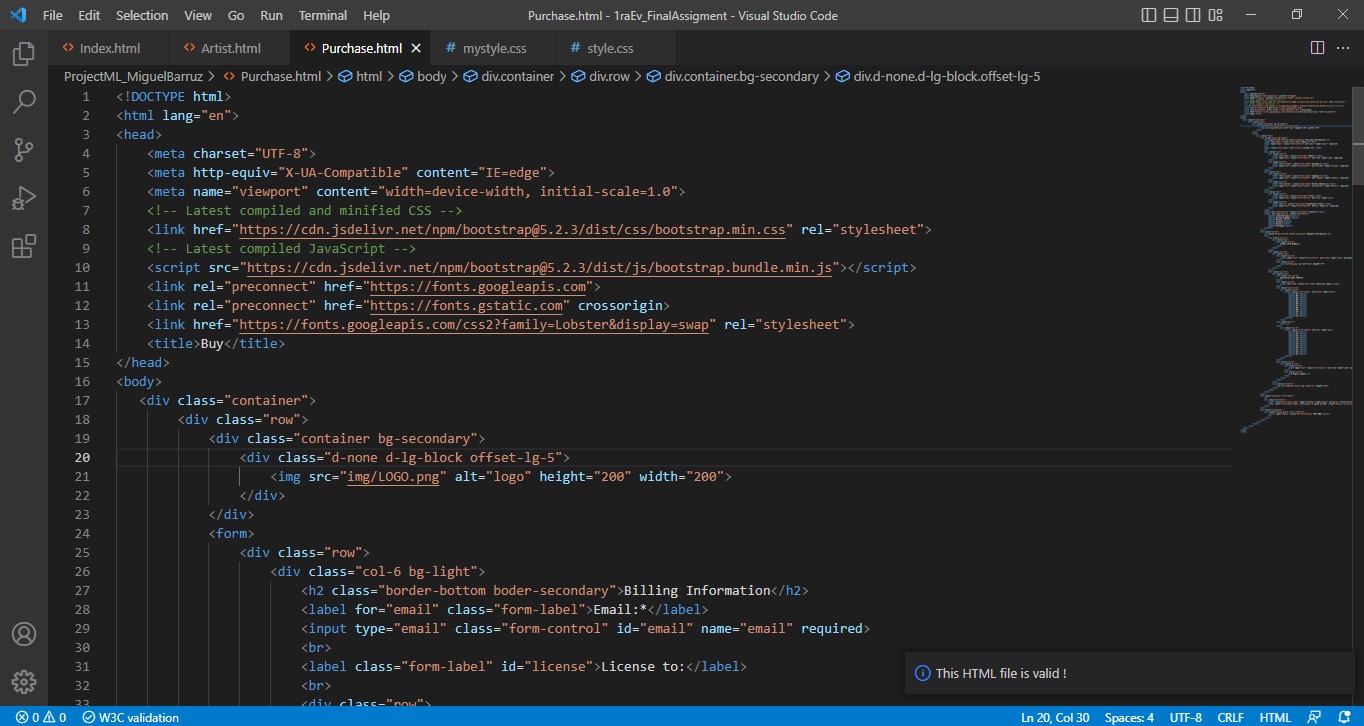 File Edit Selection View Go Run Terminal Help Purchase.html - 1raEv_FinalAssigment - Visual Studio Code
Index.html Artist.html Purchase.html # mystyle.css # style.css
ProjectML_MiguelBarruz > Purchase.html > html > body > div.container > div.row > div.container.bg-secondary > div.d-none.d-lg-block.offset-lg-5
1 <!DOCTYPE html>
2 <html lang="en">
3 <head>
4 <meta charset="UTF-8">
5 <meta http-equiv="X-UA-Compatible" content="IE=edge">
6 <meta name="viewport" content="width=device-width, initial-scale=1.0">
7 <!-- Latest compiled and minified CSS -->
8 <link href="https://cdn.jsdelivr.net/npm/bootstrap@5.2.3/dist/css/bootstrap.min.css" rel="stylesheet">
9 <!-- Latest compiled JavaScript -->
10 <script src="https://cdn.jsdelivr.net/npm/bootstrap@5.2.3/dist/js/bootstrap.bundle.min.js"></script>
11 <link rel="preconnect" href="https://fonts.googleapis.com">
12 <link rel="preconnect" href="https://fonts.gstatic.com" crossorigin>
13 <link href="https://fonts.googleapis.com/css2?family=Lobster&display=swap" rel="stylesheet">
14 <title>Buy</title>
15 </head>
16 <body>
17 <div class="container">
18 <div class="row">
19 <div class="container bg-secondary">
20 <div class="d-none d-lg-block offset-lg-5">
21 <img src="img/LOGO.png" alt="logo" height="200" width="200">
22 </div>
23 </div>
24 <form>
25 <div class="row">
26 <div class="col-6 bg-light">
27 <h2 class="border-bottom boder-secondary">Billing Information</h2>
28 <label for="email" class="form-label">Email:*</label>
29 <input type="email" class="form-control" id="email" name="email" required>
30 <br>
31 <label class="form-label" id="license">License to:</label>
32 <br>
33 <div class="row">
This HTML file is valid !
0 0 W3C validation Ln 20, Col 30 Spaces: 4 UTF-8 CRLF HTML